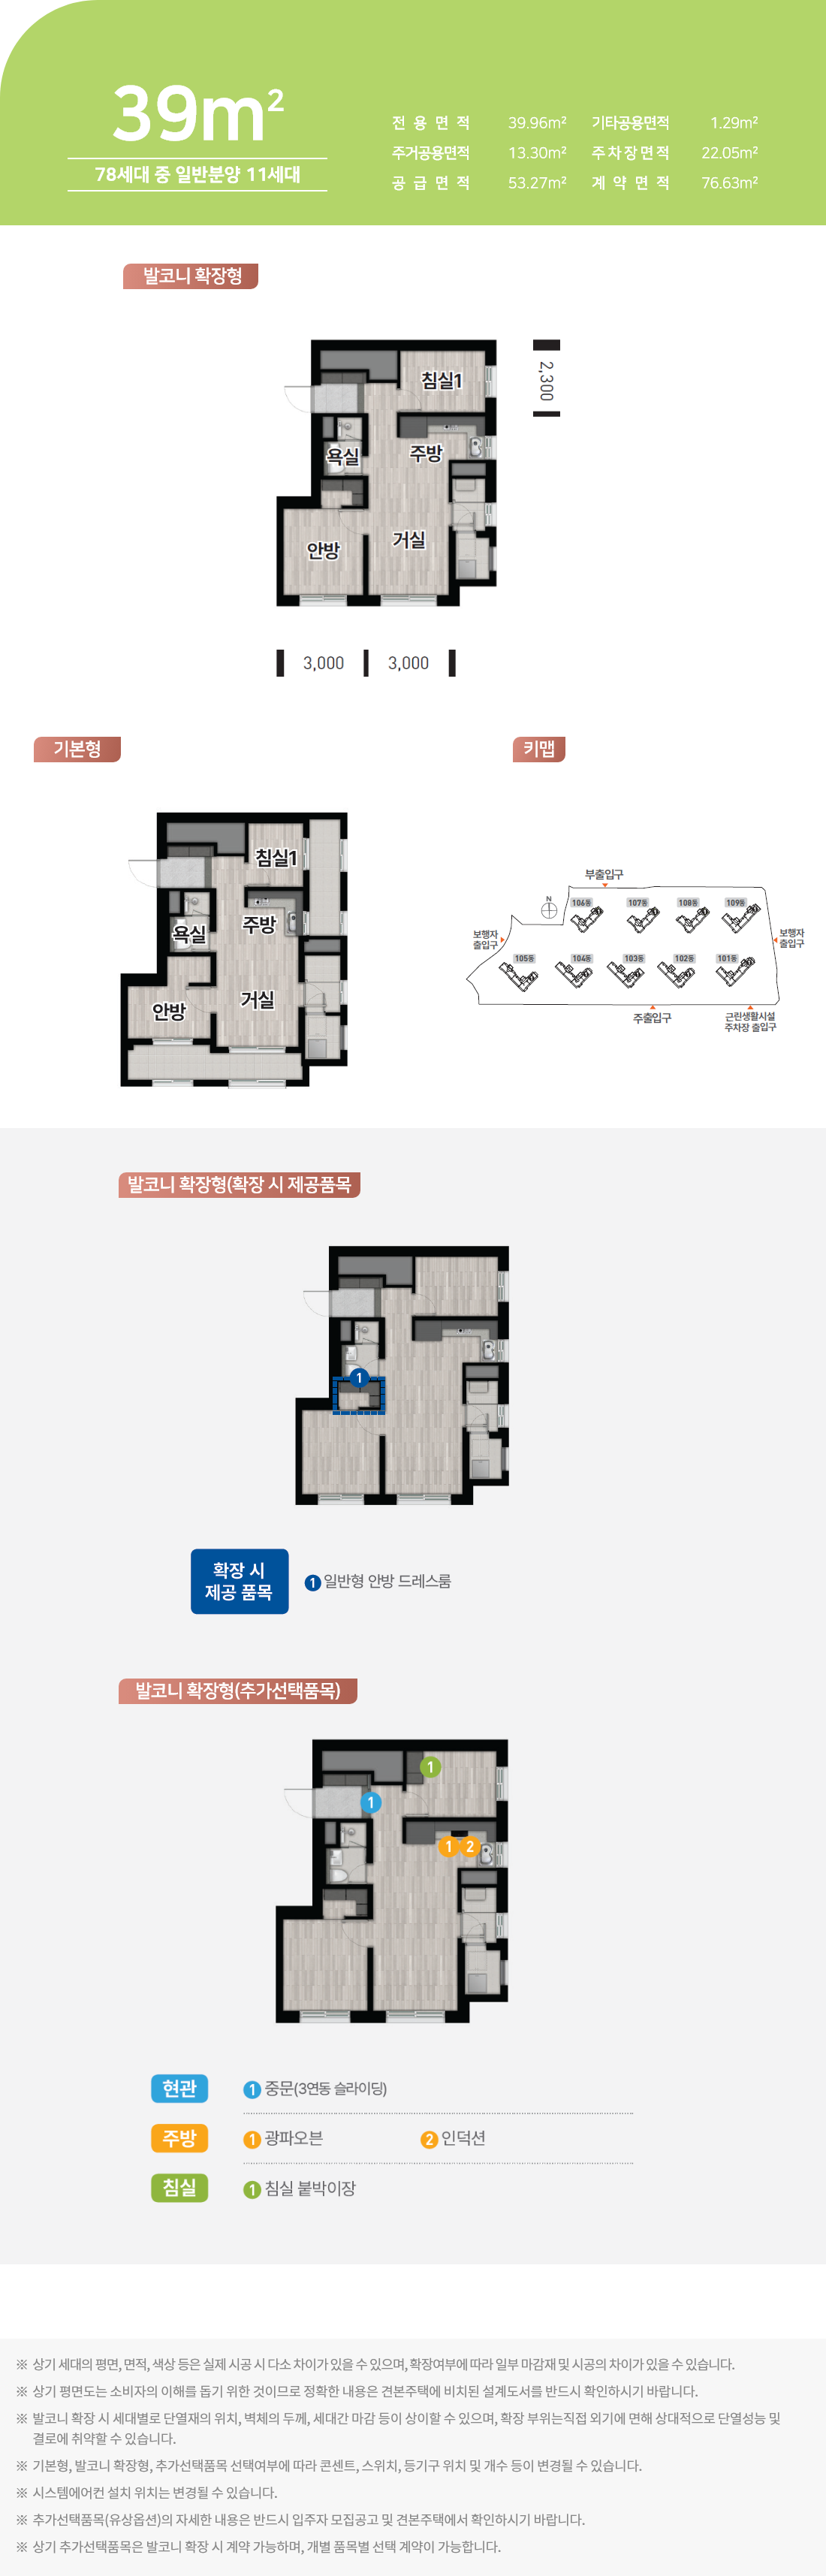 39m²
78세대 중 일반분양 11세대
전용면적 39.96m² 기타공용면적 1.29m²
주거공용면적 13.30m² 주차장면적 22.05m²
공급면적 53.27m² 계약면적 76.63m²
발코니 확장형
침실1
2,300
욕실
주방
안방
거실
3,000 3,000
기본형
키맵
침실1
욕실
주방
안방
거실
부출입구
N
106동 107동 108동 109동
보행자
출입구
보행자
출입구
105동 104동 103동 102동 101동
주출입구
근린생활시설
주차장 출입구
발코니 확장형(확장 시 제공품목
1
확장 시
제공 품목
1 일반형 안방 드레스룸
발코니 확장형(추가선택품목)
1
1
1 2
현관 1 중문(3연동 슬라이딩)
주방 1 광파오븐 2 인덕션
침실 1 침실 붙박이장
※ 상기 세대의 평면, 면적, 색상 등은 실제 시공 시 다소 차이가 있을 수 있으며, 확장여부에 따라 일부 마감재 및 시공의 차이가 있을 수 있습니다.
※ 상기 평면도는 소비자의 이해를 돕기 위한 것이므로 정확한 내용은 견본주택에 비치된 설계도서를 반드시 확인하시기 바랍니다.
※ 발코니 확장 시 세대별로 단열재의 위치, 벽체의 두께, 세대간 마감 등이 상이할 수 있으며, 확장 부위는직접 외기에 면해 상대적으로 단열성능 및
결로에 취약할 수 있습니다.
※ 기본형, 발코니 확장형, 추가선택품목 선택여부에 따라 콘센트, 스위치, 등기구 위치 및 개수 등이 변경될 수 있습니다.
※ 시스템에어컨 설치 위치는 변경될 수 있습니다.
※ 추가선택품목(유상옵션)의 자세한 내용은 반드시 입주자 모집공고 및 견본주택에서 확인하시기 바랍니다.
※ 상기 추가선택품목은 발코니 확장 시 계약 가능하며, 개별 품목별 선택 계약이 가능합니다.